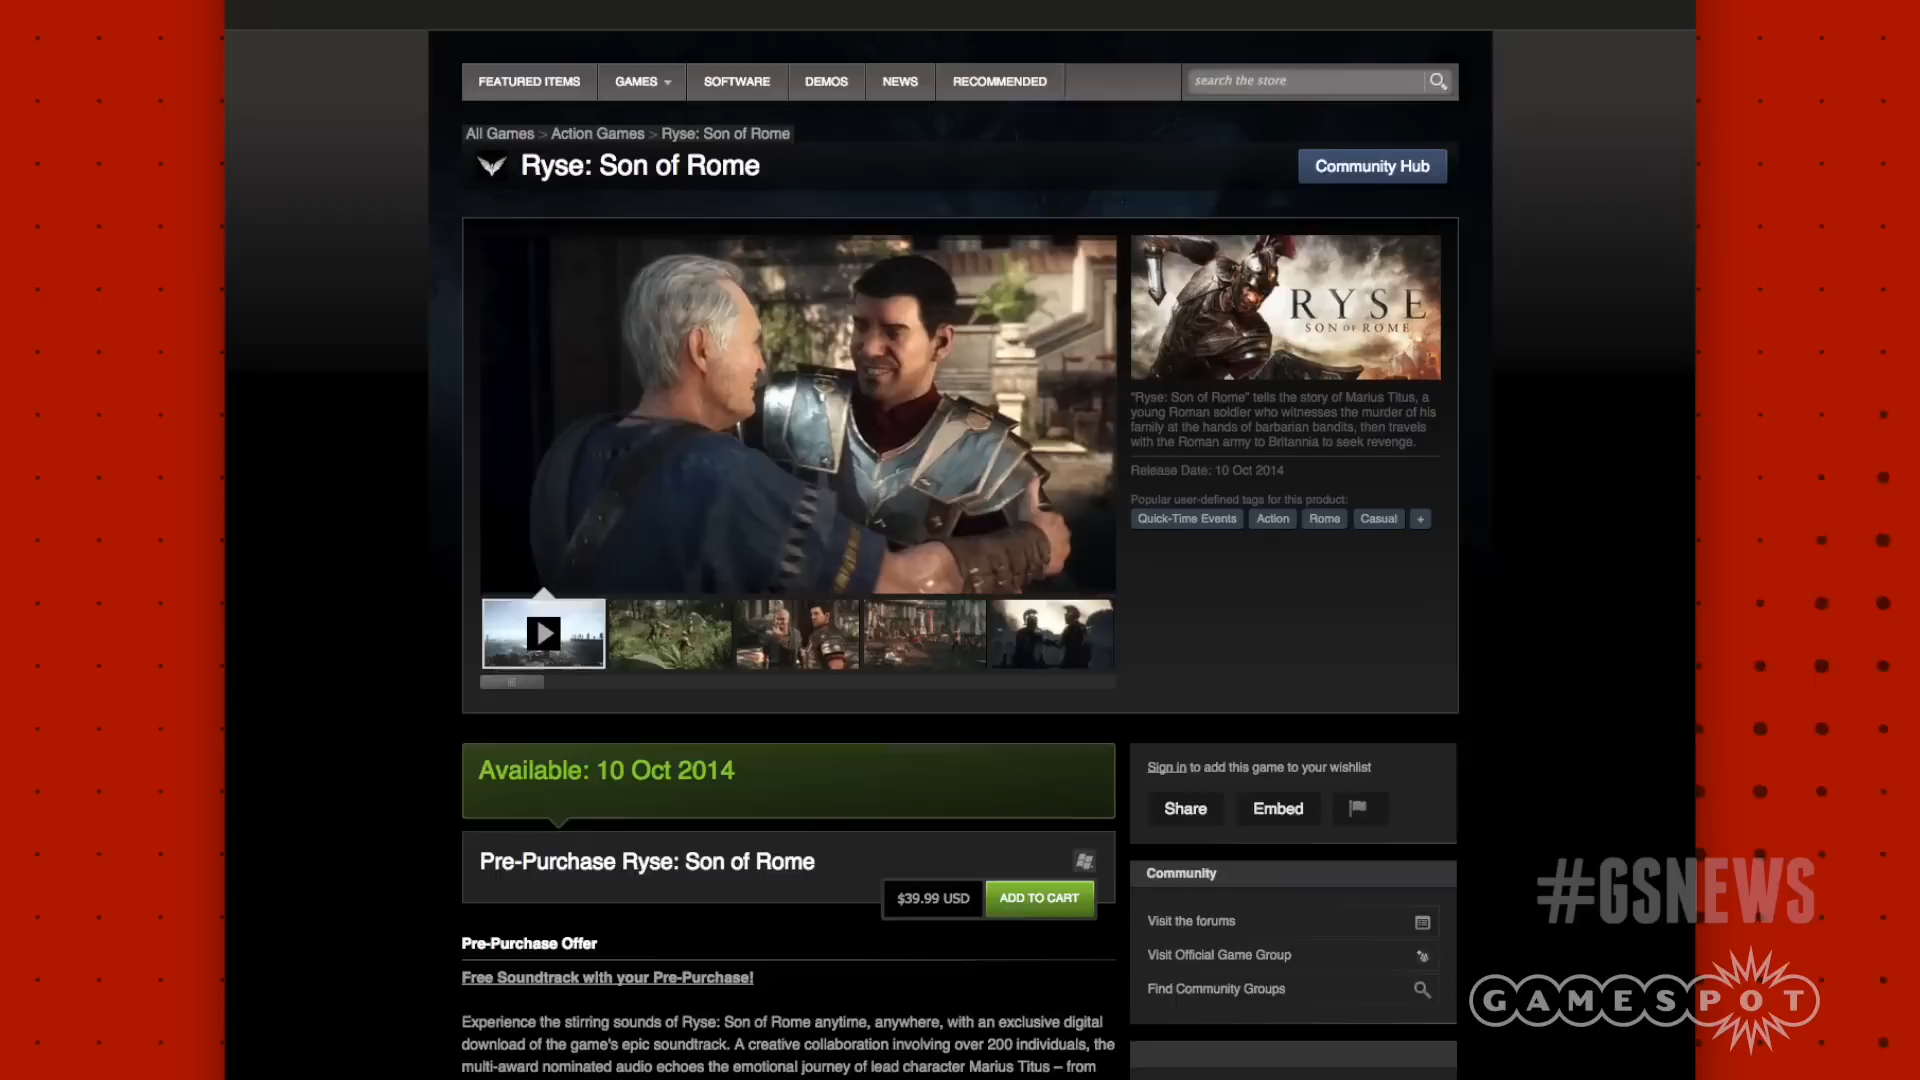 FEATURED ITEMS
GAMES
SOFTWARE
DEMOS
NEWS
RECOMMENDED
search the store
All Games > Action Games > Ryse: Son of Rome
Ryse: Son of Rome
Community Hub
RYSE
SON OF ROME
"Ryse: Son of Rome" tells the story of Marius Titus, a
young Roman soldier who witnesses the murder of his
family at the hands of barbarian bandits, then travels
with the Roman army to Britannia to seek revenge.
Release Date: 10 Oct 2014
Popular user-defined tags for this product:
Quick-Time Events
Action
Rome
Casual
+
Available: 10 Oct 2014
Pre-Purchase Ryse: Son of Rome
$39.99 USD
ADD TO CART
Pre-Purchase Offer
Free Soundtrack with your Pre-Purchase!
Experience the stirring sounds of Ryse: Son of Rome anytime, anywhere, with an exclusive digital
download of the game's epic soundtrack. A creative collaboration involving over 200 individuals, the
multi-award nominated audio echoes the emotional journey of lead character Marius Titus – from
Sign in to add this game to your wishlist
Share
Embed
Community
Visit the forums
Visit Official Game Group
Find Community Groups
#GSNEWS
GAMESPOT